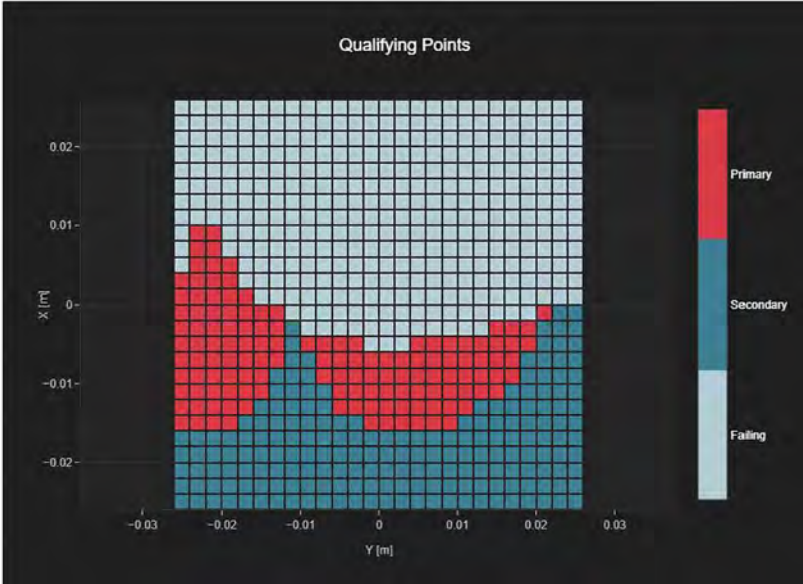 Qualifying Points
0.02
0.01
0
−0.01
−0.02
X [m]
−0.03
−0.02
−0.01
0
0.01
0.02
0.03
Y [m]
Primary
Secondary
Failing